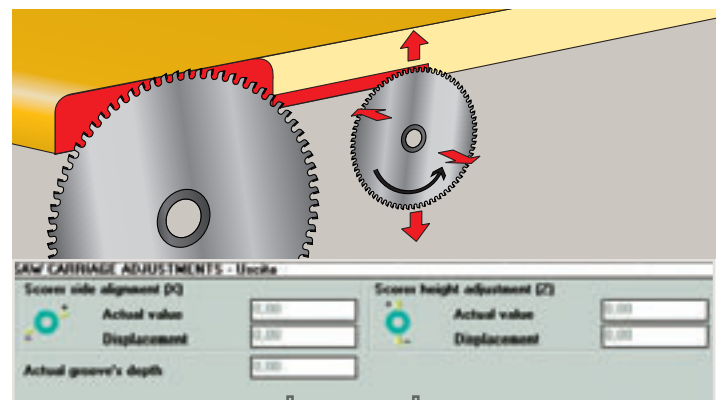 SAW CARRIAGE ADJUSTMENTS - Uscita
Scorer side alignment (X)
Actual value 0.00
Displacement 0.00
Actual groove's depth 0.00
Scorer height adjustment (Z)
Actual value 0.00
Displacement 0.00